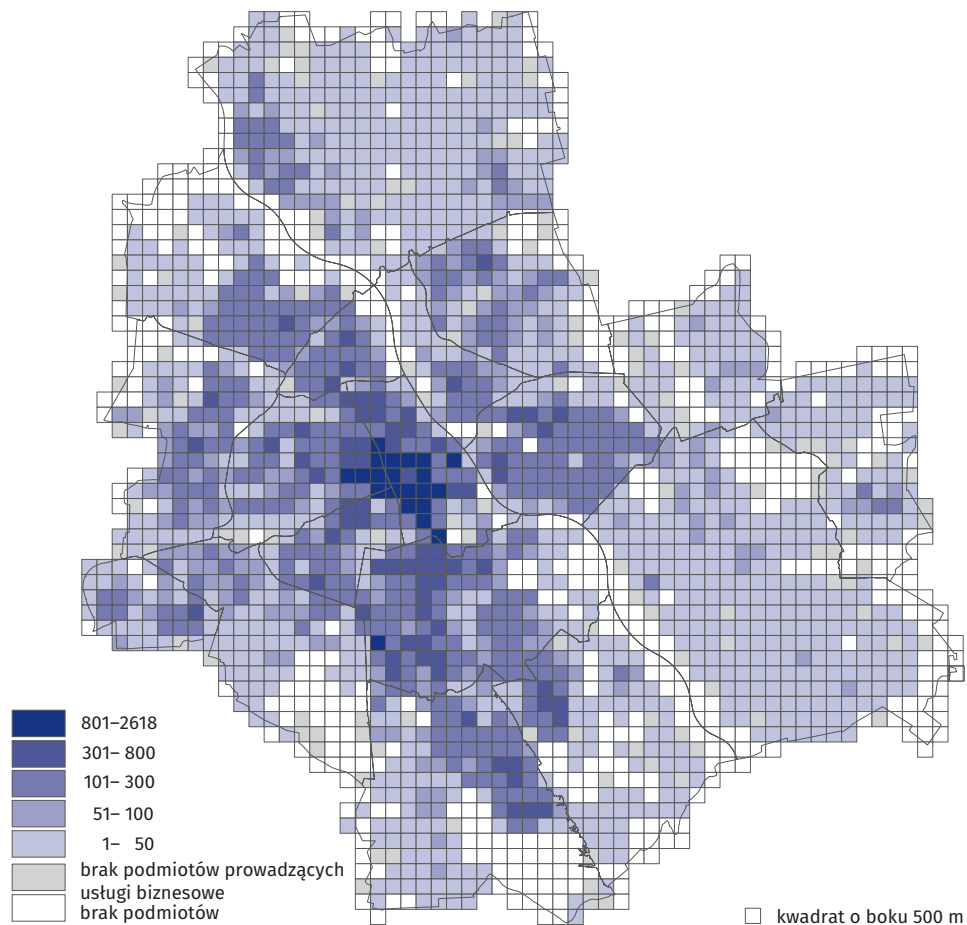 801–2618
301– 800
101– 300
51– 100
1– 50
brak podmiotów prowadzących
usługi biznesowe
brak podmiotów
kwadrat o boku 500 m